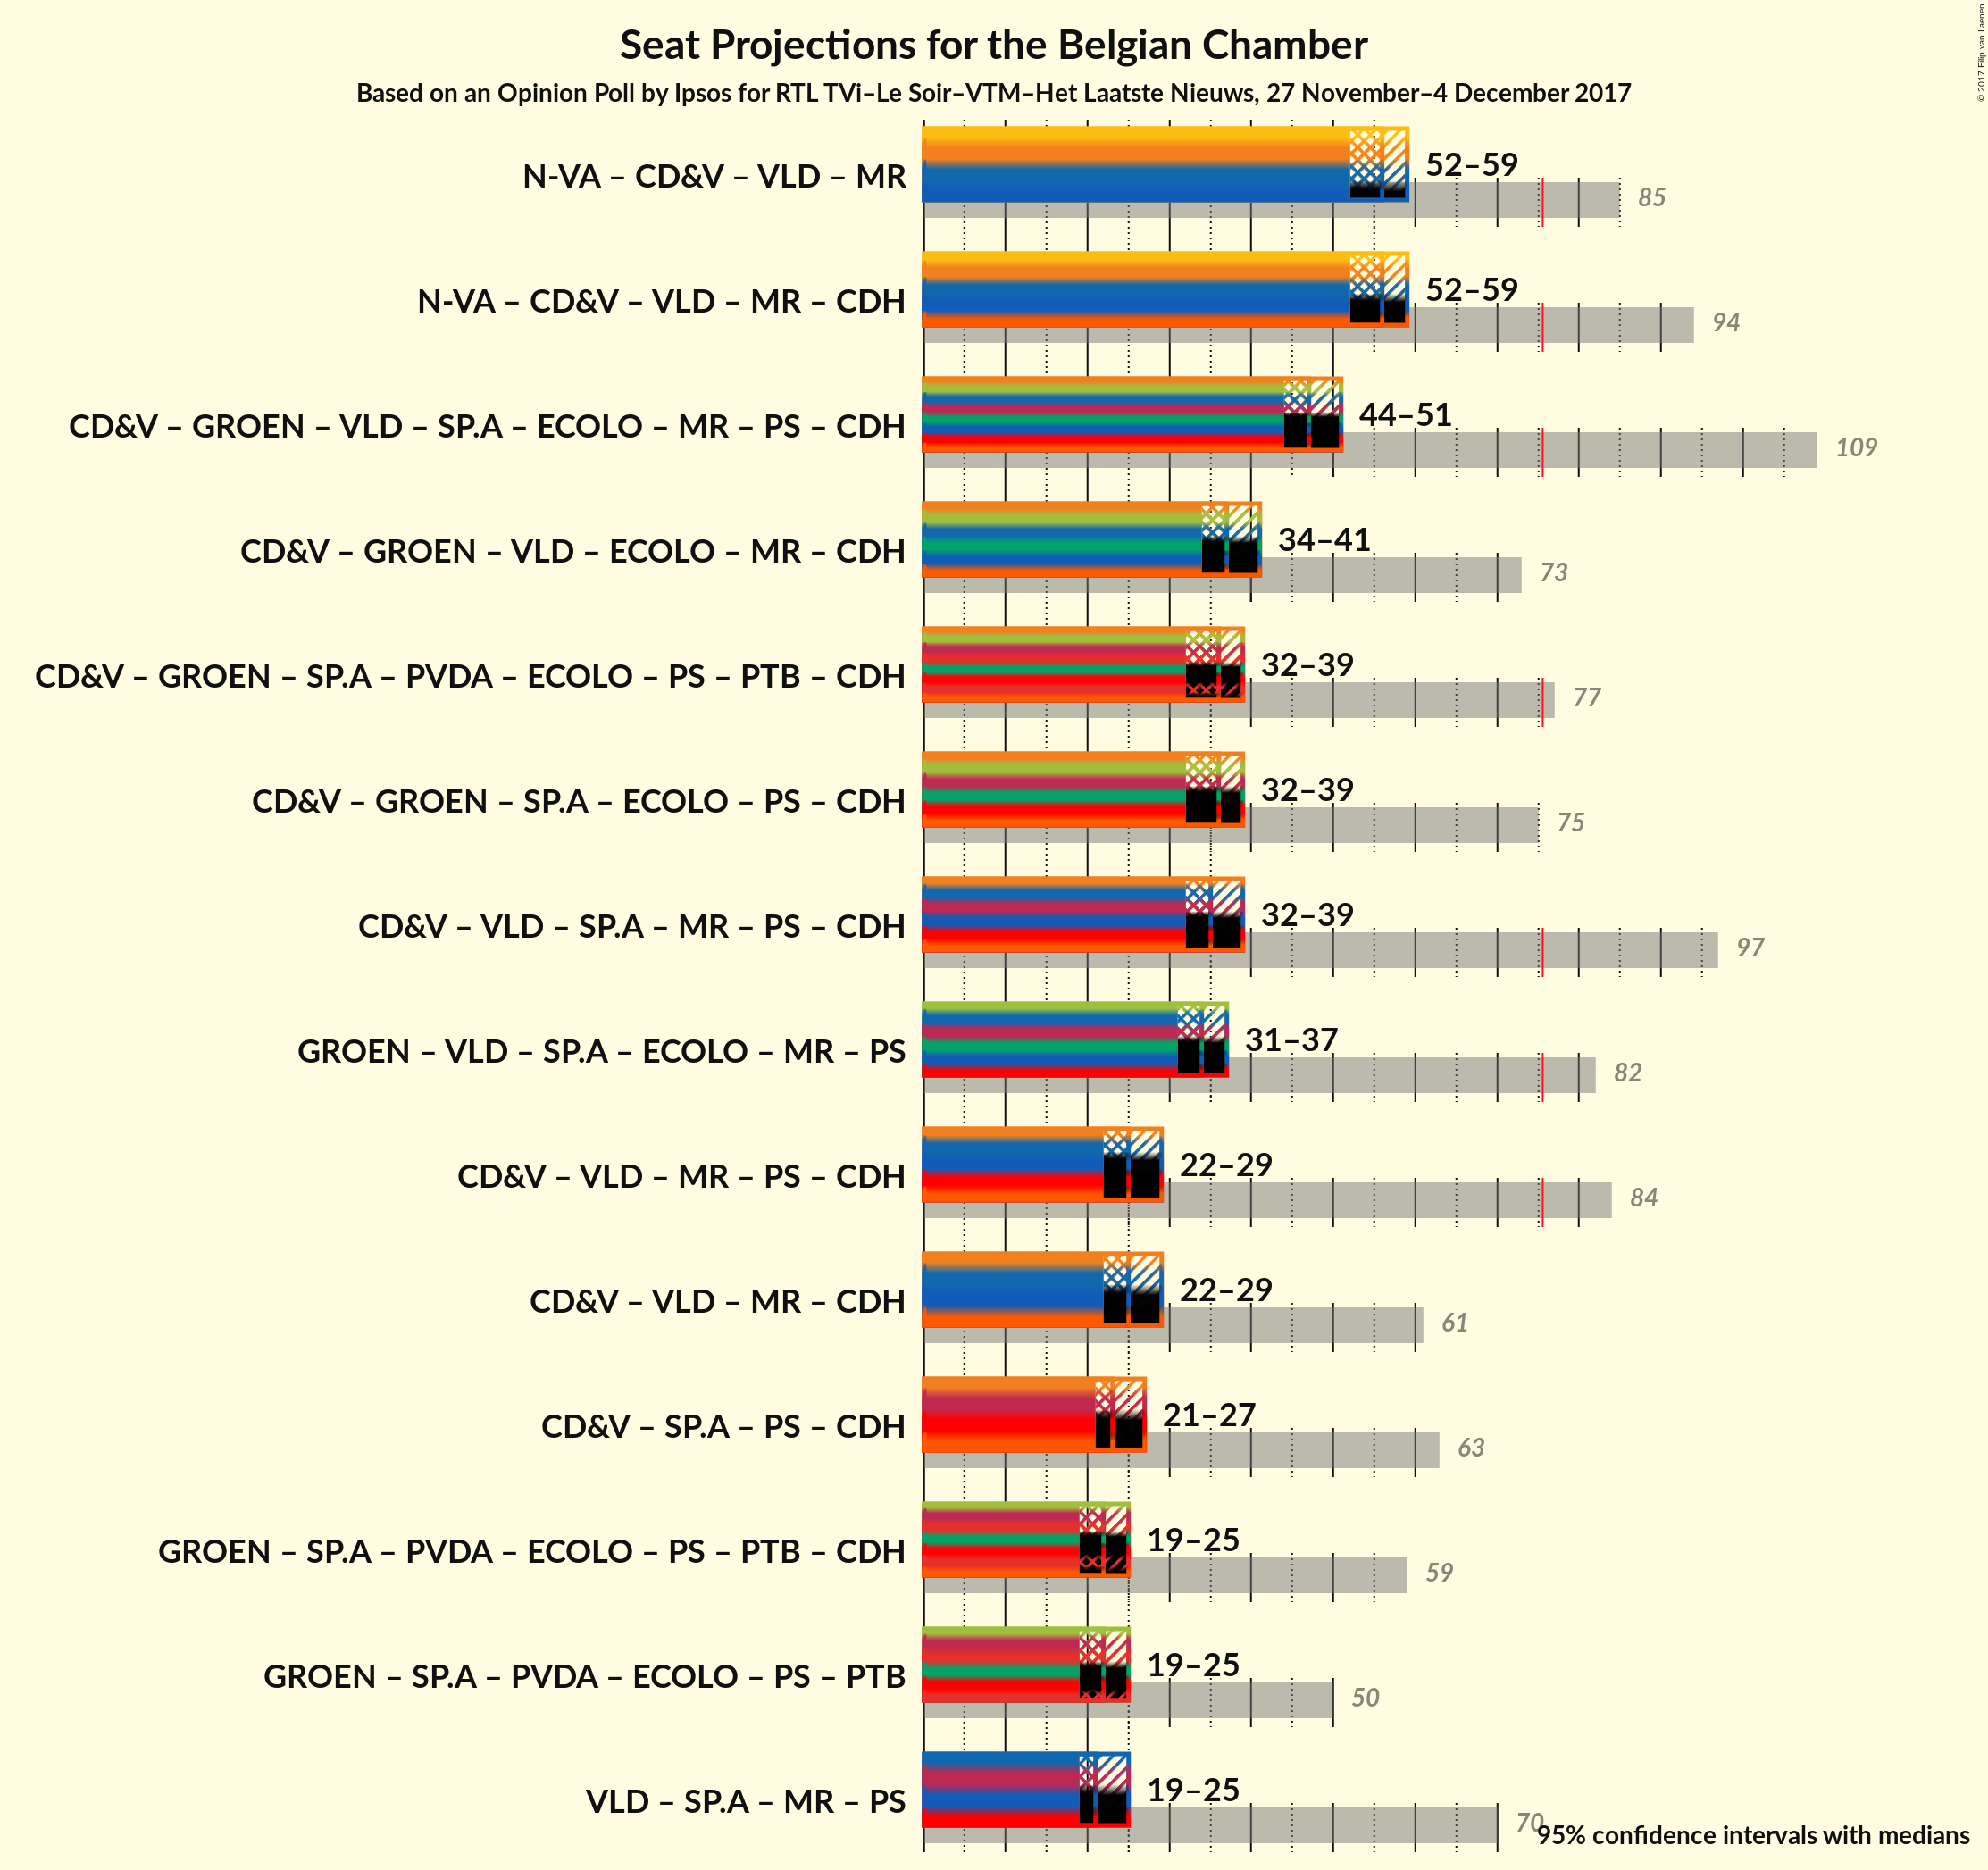 Seat Projections for the Belgian Chamber
Based on an Opinion Poll by Ipsos for RTL TVi–Le Soir–VTM–Het Laatste Nieuws, 27 November–4 December 2017
© 2017 Filip van Laenen
N-VA – CD&V – VLD – MR
52–59
85
N-VA – CD&V – VLD – MR – CDH
52–59
94
CD&V – GROEN – VLD – SP.A – ECOLO – MR – PS – CDH
44–51
109
CD&V – GROEN – VLD – ECOLO – MR – CDH
34–41
73
CD&V – GROEN – SP.A – PVDA – ECOLO – PS – PTB – CDH
32–39
77
CD&V – GROEN – SP.A – ECOLO – PS – CDH
32–39
75
CD&V – VLD – SP.A – MR – PS – CDH
32–39
97
GROEN – VLD – SP.A – ECOLO – MR – PS
31–37
82
CD&V – VLD – MR – PS – CDH
22–29
84
CD&V – VLD – MR – CDH
22–29
61
CD&V – SP.A – PS – CDH
21–27
63
GROEN – SP.A – PVDA – ECOLO – PS – PTB – CDH
19–25
59
GROEN – SP.A – PVDA – ECOLO – PS – PTB
19–25
50
VLD – SP.A – MR – PS
19–25
70
95% confidence intervals with medians